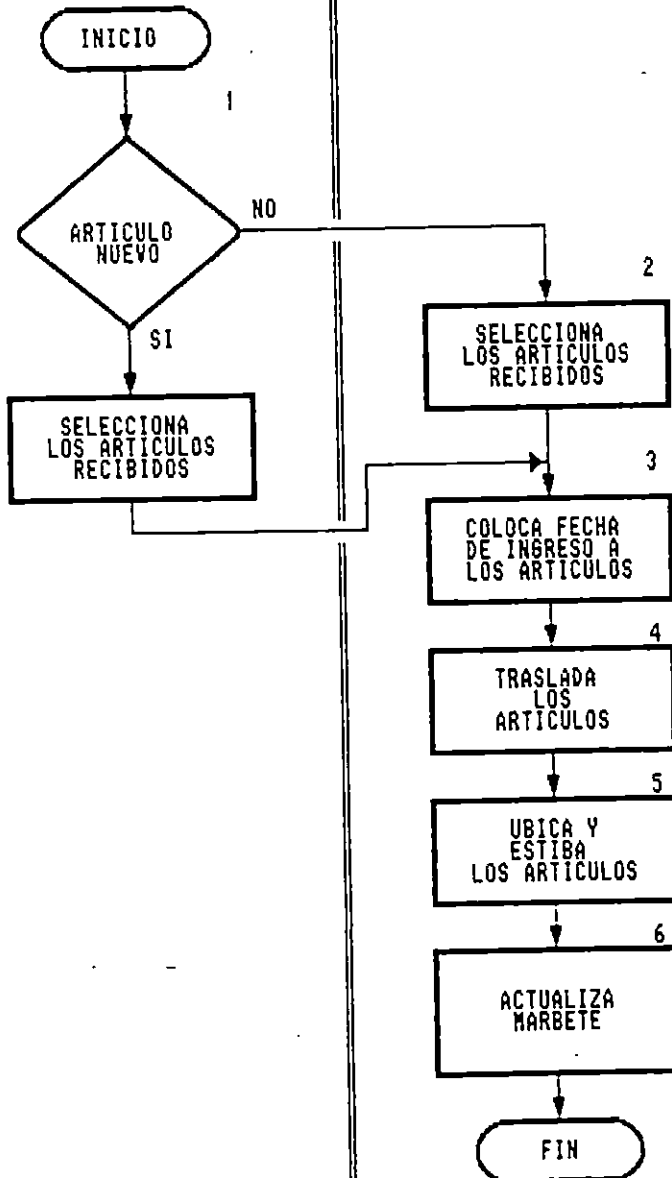 INICIO
1
ARTICULO
NUEVO
NO
SI
SELECCIONA
LOS ARTICULOS
RECIBIDOS
2
SELECCIONA
LOS ARTICULOS
RECIBIDOS
3
COLOCA FECHA
DE INGRESO A
LOS ARTICULOS
4
TRASLADA
LOS
ARTICULOS
5
UBICA Y
ESTIBA
LOS ARTICULOS
6
ACTUALIZA
MARBETE
FIN